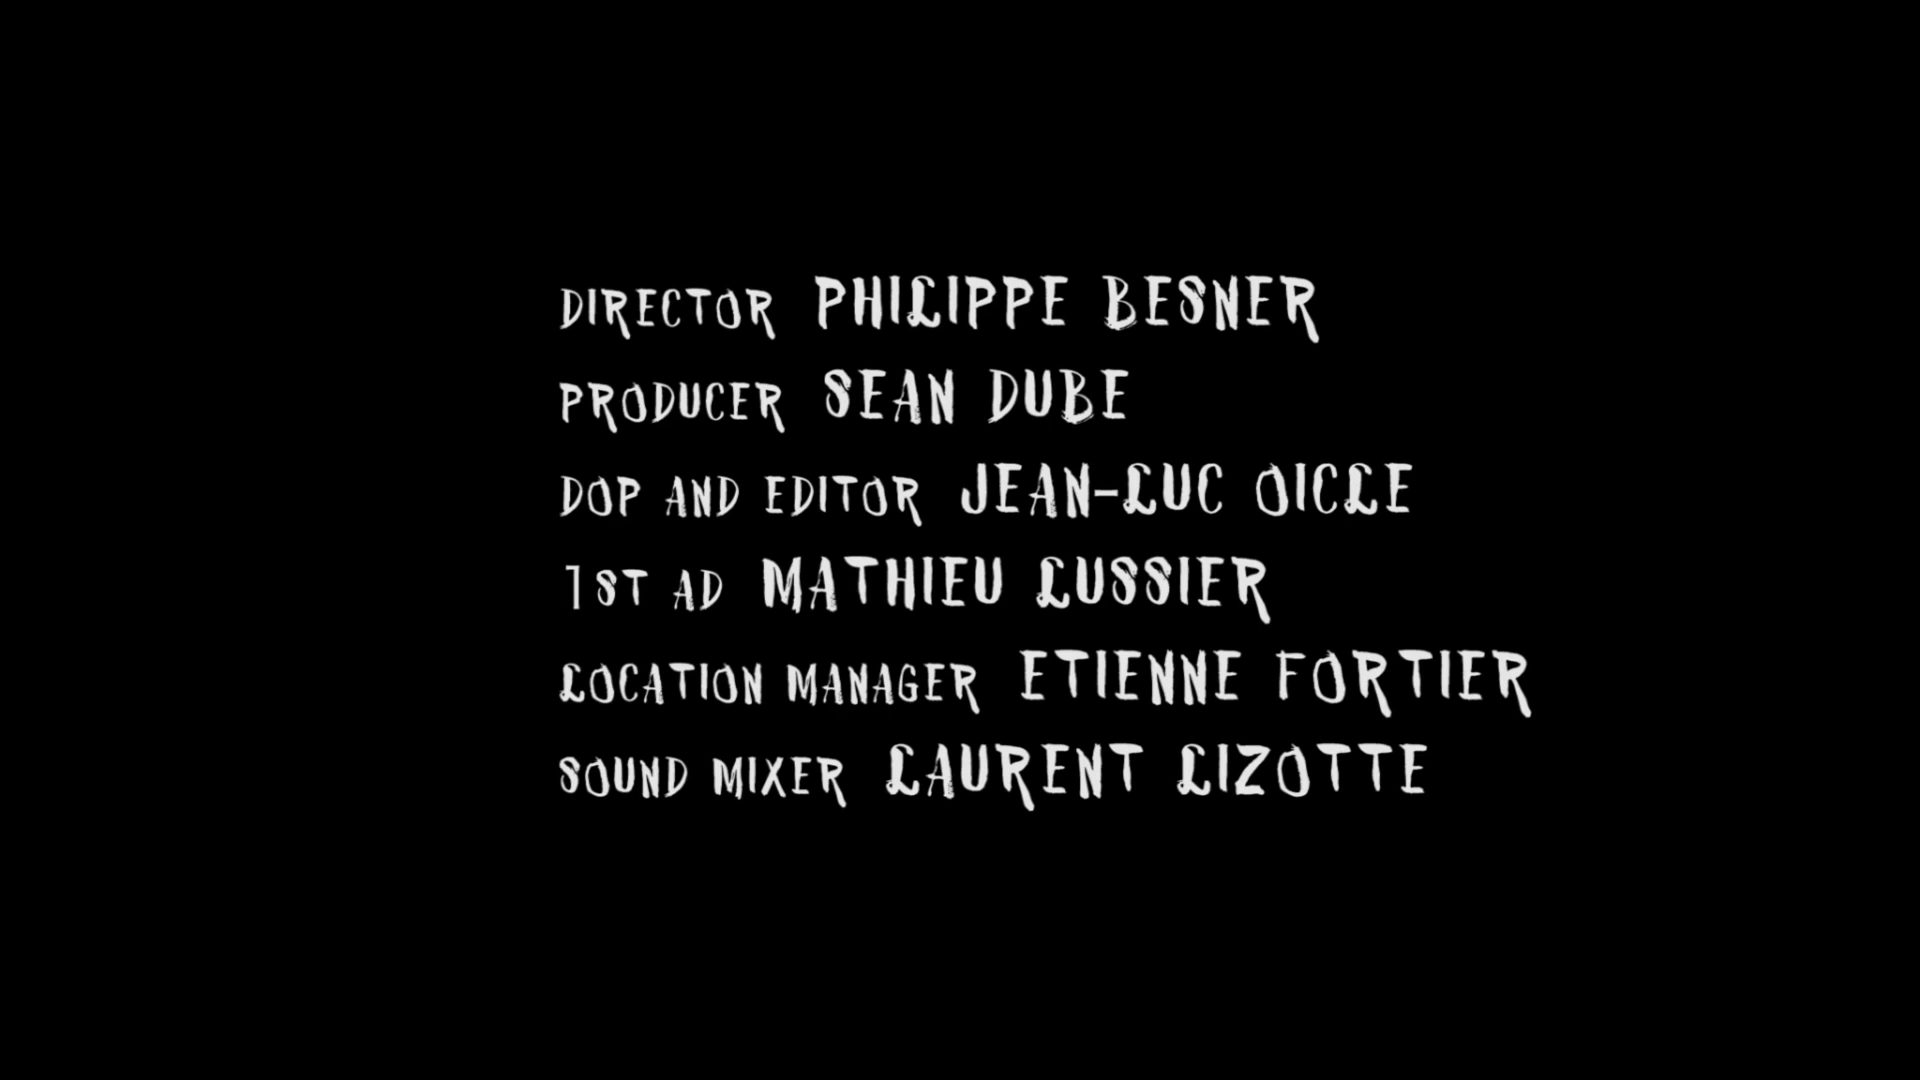 DIRECTOR PHILIPPE BESNER
PRODUCER SEAN DUBE
DOP AND EDITOR JEAN-LUC OICLE
1ST AD MATHIEU LUSSIER
LOCATION MANAGER ETIENNE FORTIER
SOUND MIXER LAURENT LIZOTTE